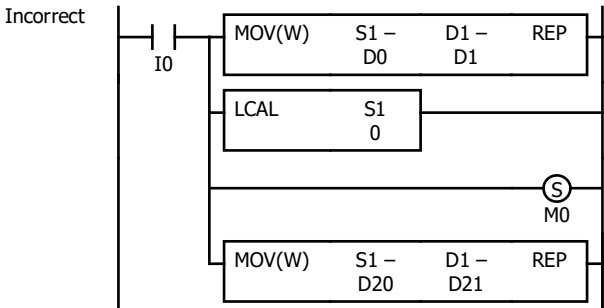 Incorrect
MOV(W) S1 – D1 – REP
D0 D1
I0
LCAL S1
0
S
M0
MOV(W) S1 – D1 – REP
D20 D21